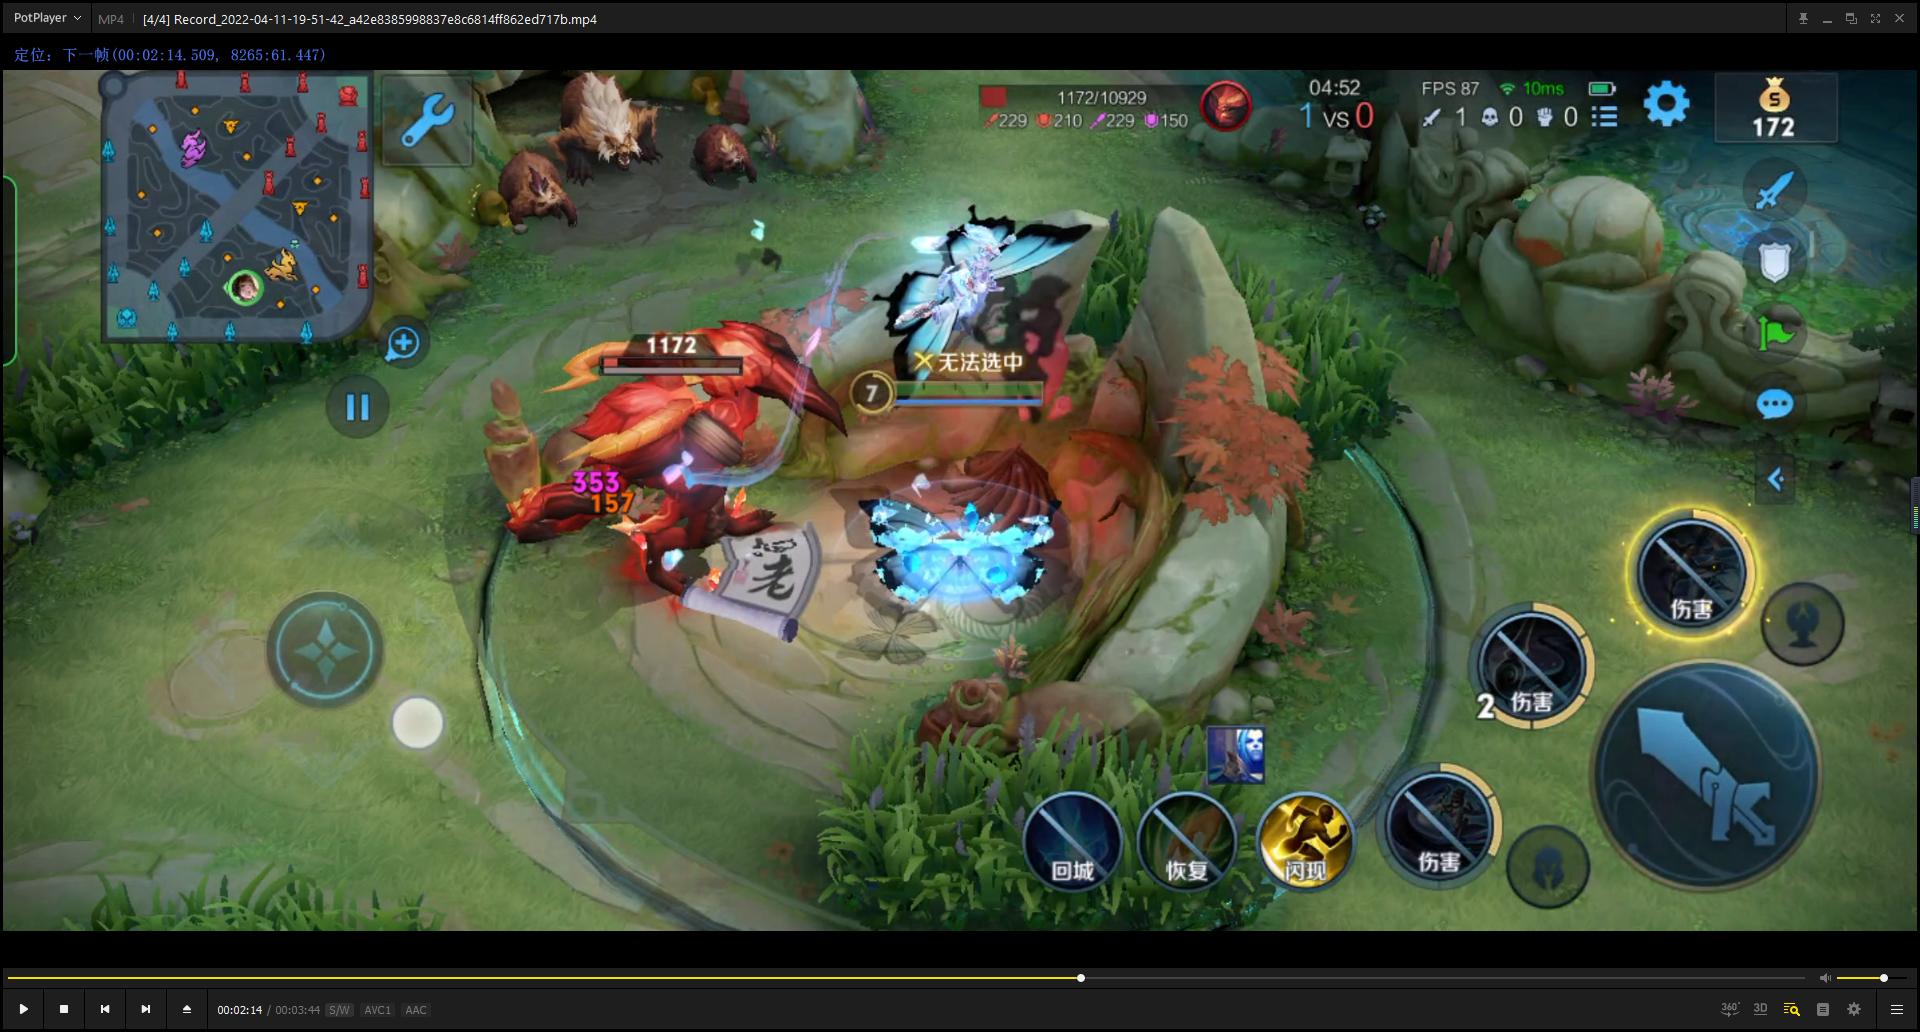 PotPlayer MP4 [4/4] Record_2022-04-11-19-51-42_a42e8385998837e8c6814ff862ed717b.mp4
定位: 下一帧(00:02:14.509, 8265:61.447)
1172/10929
229 210 229 150
04:52
1 VS 0
FPS 87 10ms
1 0 0
172
1172
无法选中
7
353
157
老
伤害
2 伤害
伤害
回城 恢复 闪现
00:02:14 / 00:03:44 S/W AVC1 AAC
360° 3D